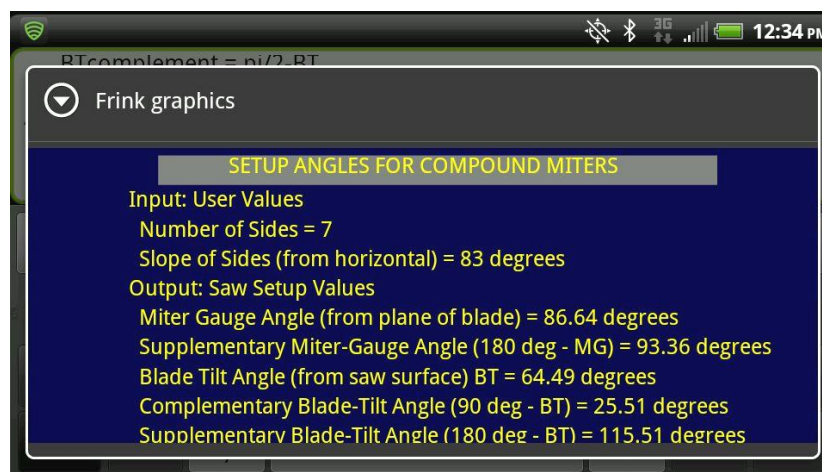 3G 12:34 PM
BTcomplement = pi/2-BT
Frink graphics
SETUP ANGLES FOR COMPOUND MITERS
Input: User Values
Number of Sides = 7
Slope of Sides (from horizontal) = 83 degrees
Output: Saw Setup Values
Miter Gauge Angle (from plane of blade) = 86.64 degrees
Supplementary Miter-Gauge Angle (180 deg - MG) = 93.36 degrees
Blade Tilt Angle (from saw surface) BT = 64.49 degrees
Complementary Blade-Tilt Angle (90 deg - BT) = 25.51 degrees
Supplementary Blade-Tilt Angle (180 deg - BT) = 115.51 degrees